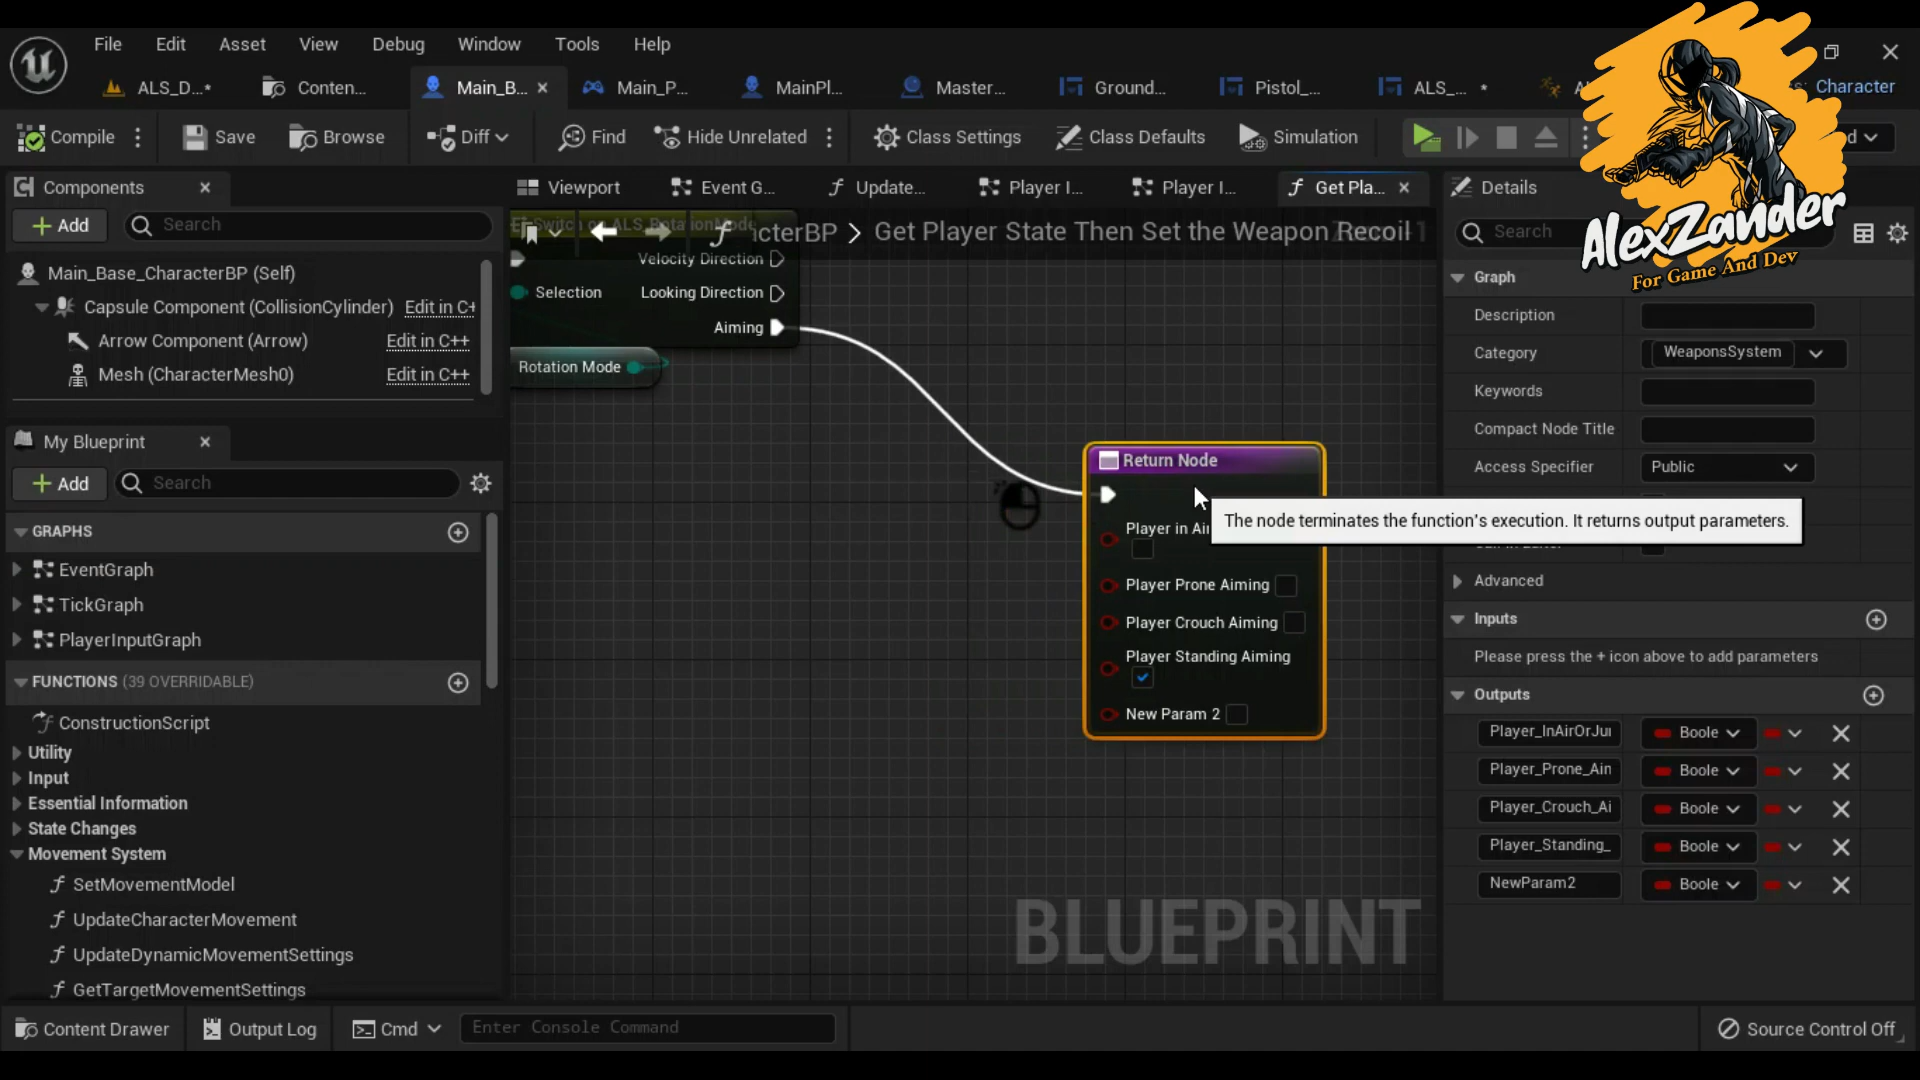 File Edit Asset View Debug Window Tools Help
ALS_D...* Conten... Main_B... Main_P... MainPl... Master... Ground... Pistol_... ALS_... * Character
Compile Save Browse Diff Find Hide Unrelated Class Settings Class Defaults Simulation
AlexZander
For Game And Dev
Components
Add Search
Main_Base_CharacterBP (Self)
Capsule Component (CollisionCylinder) Edit in C+
Arrow Component (Arrow) Edit in C++
Mesh (CharacterMesh0) Edit in C++
My Blueprint
Add Search
GRAPHS
EventGraph
TickGraph
PlayerInputGraph
FUNCTIONS (39 OVERRIDABLE)
ConstructionScript
Utility
Input
Essential Information
State Changes
Movement System
SetMovementModel
UpdateCharacterMovement
UpdateDynamicMovementSettings
GetTargetMovementSettings
Viewport Event G... Update... Player I... Player I... Get Pla...
Switch on ALS_RotationMode
icterBP > Get Player State Then Set the Weapon Recoil
Velocity Direction
Selection Looking Direction
Aiming
Rotation Mode
Return Node
The node terminates the function's execution. It returns output parameters.
Player in Air
Player Prone Aiming
Player Crouch Aiming
Player Standing Aiming
New Param 2
BLUEPRINT
Details
Search
Graph
Description
Category WeaponsSystem
Keywords
Compact Node Title
Access Specifier Public
Advanced
Inputs
Please press the + icon above to add parameters
Outputs
Player_InAirOrJu Boole
Player_Prone_Ain Boole
Player_Crouch_Ai Boole
Player_Standing_ Boole
NewParam2 Boole
Content Drawer Output Log Cmd Enter Console Command Source Control Off